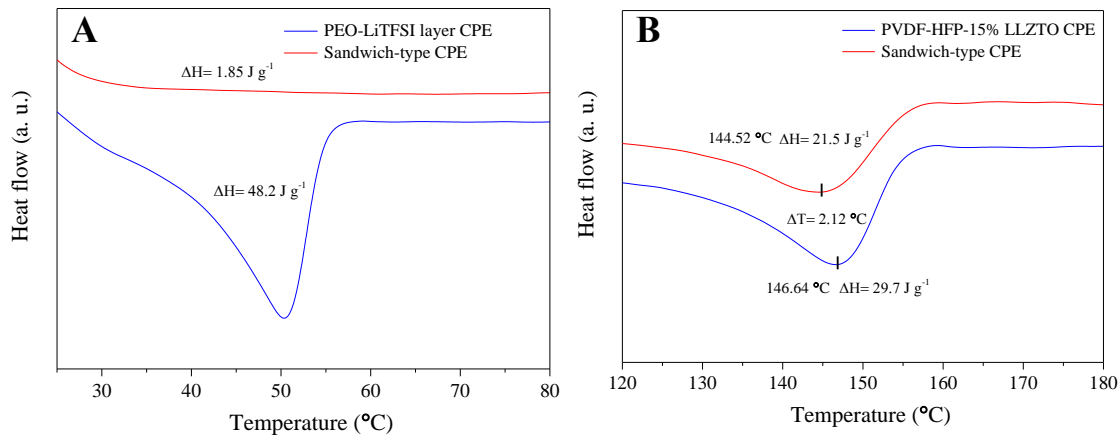 A
PEO-LiTFSI layer CPE
Sandwich-type CPE
ΔH= 1.85 J g⁻¹
ΔH= 48.2 J g⁻¹
Heat flow (a. u.)
30 40 50 60 70 80
Temperature (°C)
B
PVDF-HFP-15% LLZTO CPE
Sandwich-type CPE
144.52 °C ΔH= 21.5 J g⁻¹
ΔT= 2.12 °C
146.64 °C ΔH= 29.7 J g⁻¹
Heat flow (a. u.)
120 130 140 150 160 170 180
Temperature (°C)